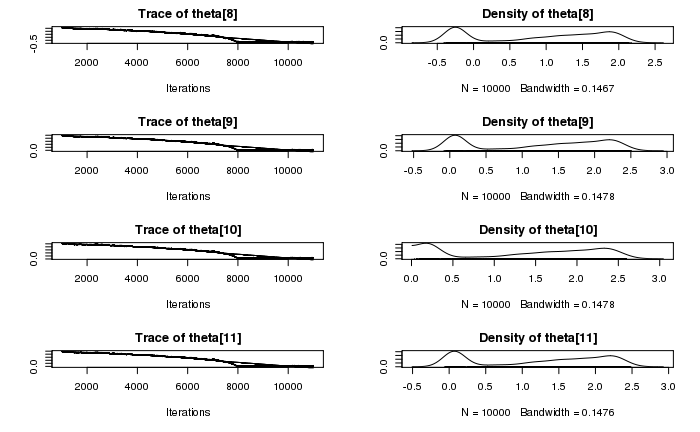 Trace of theta[8]
-0.5
2000 4000 6000 8000 10000
Iterations
Density of theta[8]
0.0
-0.5 0.0 0.5 1.0 1.5 2.0 2.5
N = 10000 Bandwidth = 0.1467
Trace of theta[9]
0.0
2000 4000 6000 8000 10000
Iterations
Density of theta[9]
0.0
-0.5 0.0 0.5 1.0 1.5 2.0 2.5 3.0
N = 10000 Bandwidth = 0.1478
Trace of theta[10]
0.0
2000 4000 6000 8000 10000
Iterations
Density of theta[10]
0.0
0.0 0.5 1.0 1.5 2.0 2.5 3.0
N = 10000 Bandwidth = 0.1478
Trace of theta[11]
0.0
2000 4000 6000 8000 10000
Iterations
Density of theta[11]
0.0
-0.5 0.0 0.5 1.0 1.5 2.0 2.5 3.0
N = 10000 Bandwidth = 0.1476